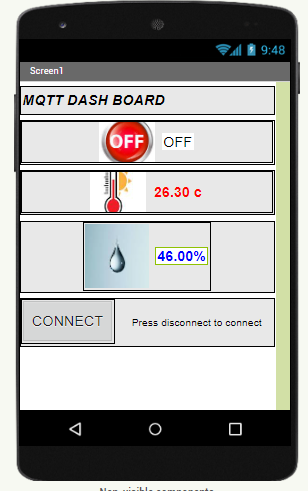 9:48
Screen1
MQTT DASH BOARD
OFF OFF
26.30 c
46.00%
CONNECT Press disconnect to connect